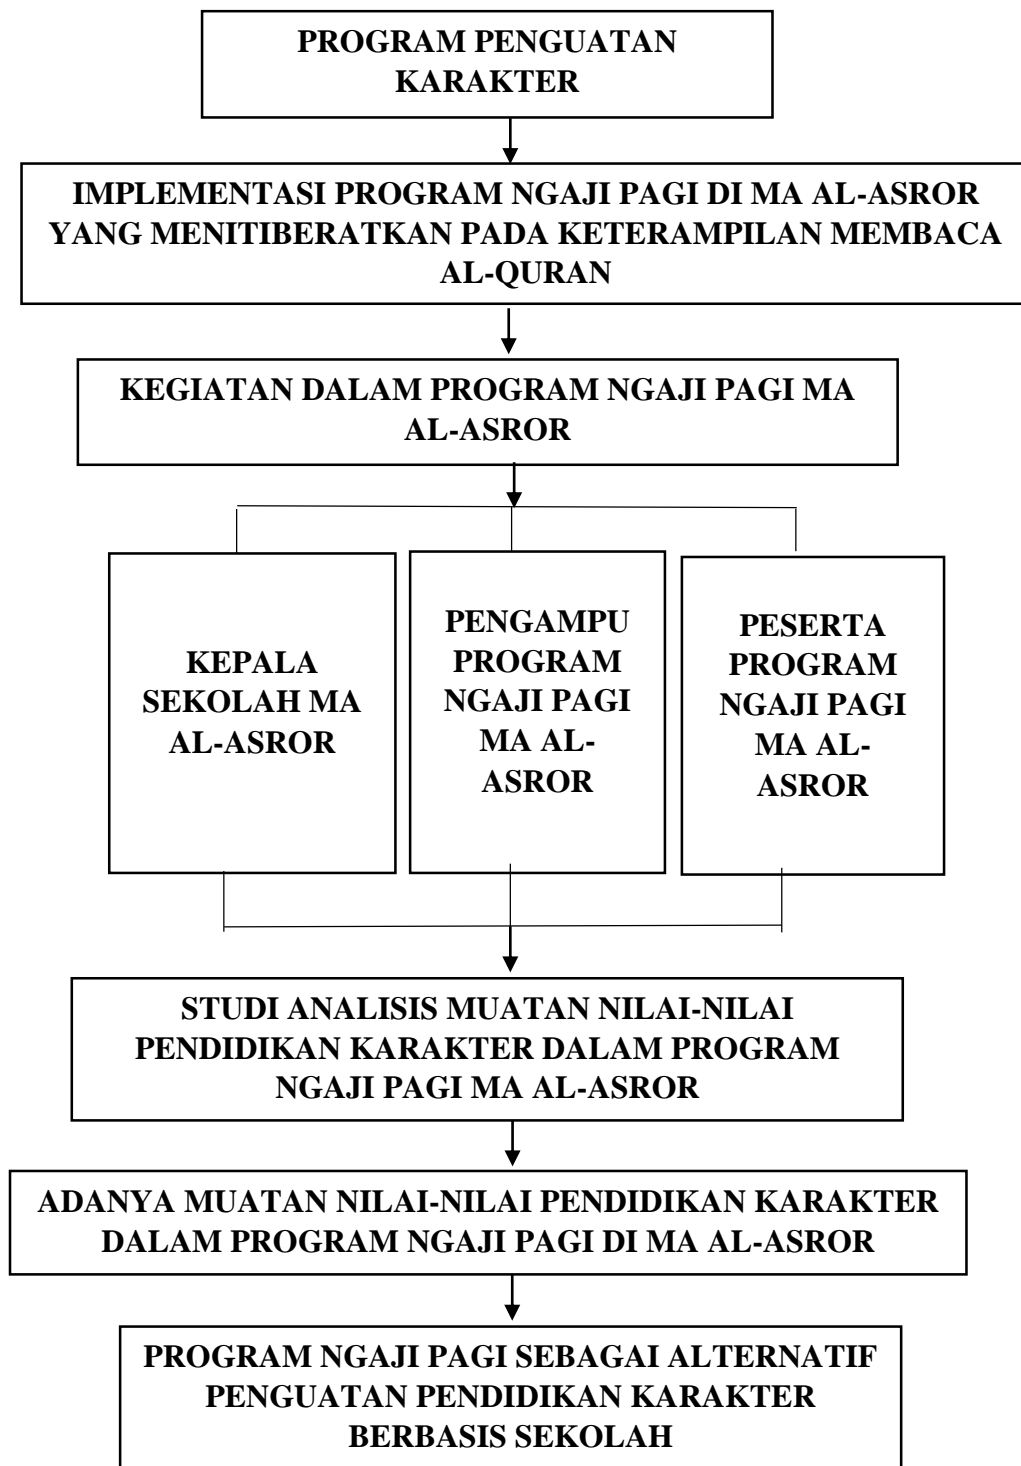 PROGRAM PENGUATAN
KARAKTER
IMPLEMENTASI PROGRAM NGAJI PAGI DI MA AL-ASROR
YANG MENITIBERATKAN PADA KETERAMPILAN MEMBACA
AL-QURAN
KEGIATAN DALAM PROGRAM NGAJI PAGI MA
AL-ASROR
KEPALA
SEKOLAH MA
AL-ASROR
PENGAMPU
PROGRAM
NGAJI PAGI
MA AL-
ASROR
PESERTA
PROGRAM
NGAJI PAGI
MA AL-
ASROR
STUDI ANALISIS MUATAN NILAI-NILAI
PENDIDIKAN KARAKTER DALAM PROGRAM
NGAJI PAGI MA AL-ASROR
ADANYA MUATAN NILAI-NILAI PENDIDIKAN KARAKTER
DALAM PROGRAM NGAJI PAGI DI MA AL-ASROR
PROGRAM NGAJI PAGI SEBAGAI ALTERNATIF
PENGUATAN PENDIDIKAN KARAKTER
BERBASIS SEKOLAH